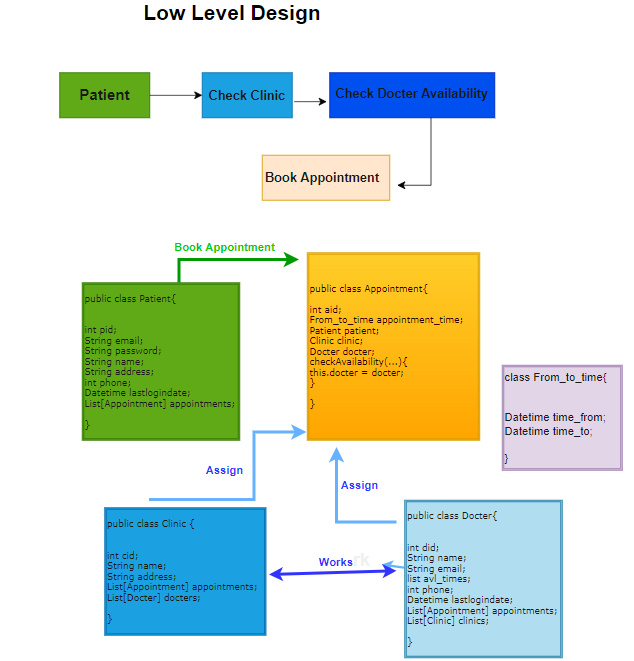 Low Level Design
Patient
Check Clinic
Check Docter Availability
Book Appointment
Book Appointment
public class Patient{
int pid;
String email;
String password;
String name;
String address;
int phone;
Datetime lastlogindate;
List[Appointment] appointments;
}
public class Appointment{
int aid;
From_to_time appointment_time;
Patient patient;
Clinic clinic;
Docter docter;
checkAvailability(...){
this.docter = docter;
}
}
class From_to_time{
Datetime time_from;
Datetime time_to;
}
Assign
Assign
public class Clinic {
int cid;
String name;
String address;
List[Appointment] appointments;
List[Docter] docters;
}
Works
public class Docter{
int did;
String name;
String email;
list avl_times;
int phone;
Datetime lastlogindate;
List[Appointment] appointments;
List[Clinic] clinics;
}